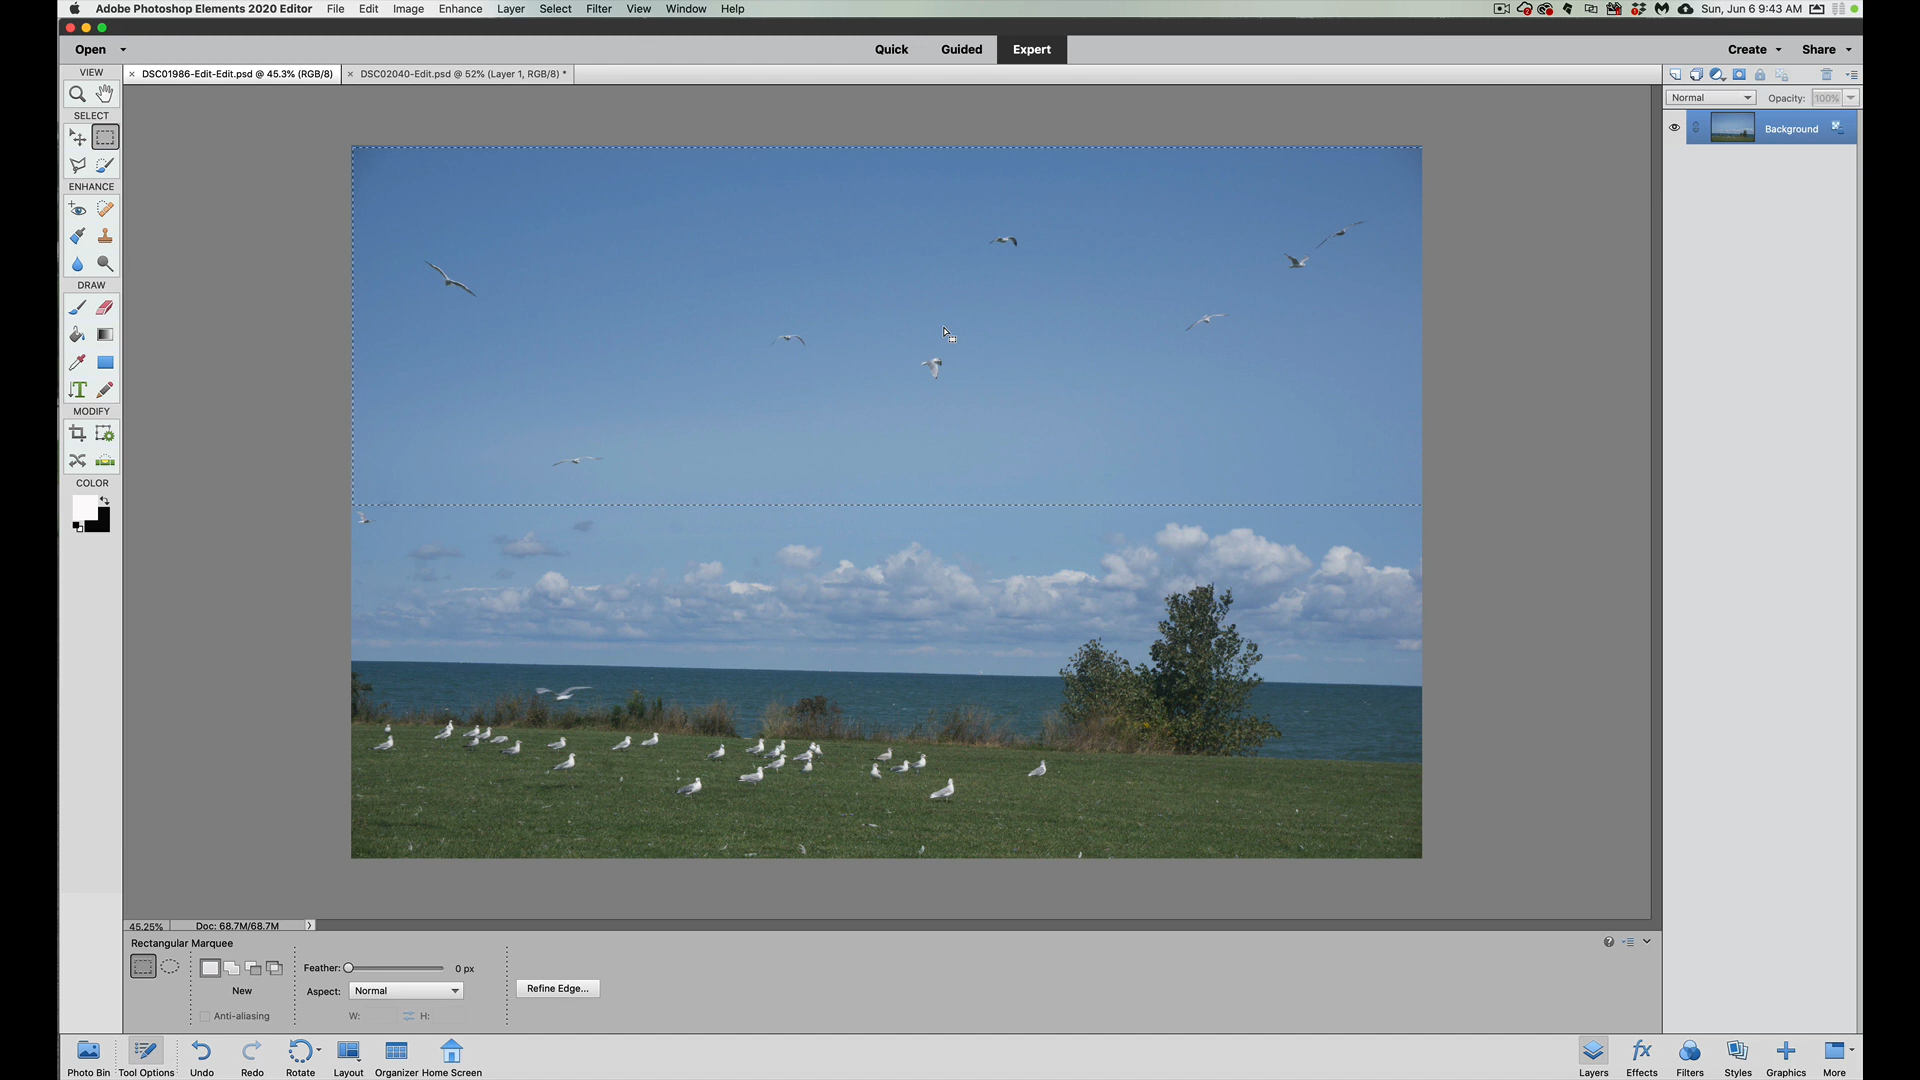 Adobe Photoshop Elements 2020 Editor File Edit Image Enhance Layer Select Filter View Window Help Sun, Jun 6 9:43 AM
Open Quick Guided Expert Create Share
DSC01986-Edit-Edit.psd @ 45.3% (RGB/8) DSC02040-Edit.psd @ 52% (Layer 1, RGB/8) *
VIEW
Normal Opacity: 100%
SELECT
Background
ENHANCE
DRAW
T
MODIFY
COLOR
45.25% Doc: 68.7M/68.7M
Rectangular Marquee
Feather: 0 px
New
Aspect: Normal
Refine Edge...
Anti-aliasing
W: H:
Photo Bin Tool Options Undo Redo Rotate Layout Organizer Home Screen
fx
Layers Effects Filters Styles Graphics More